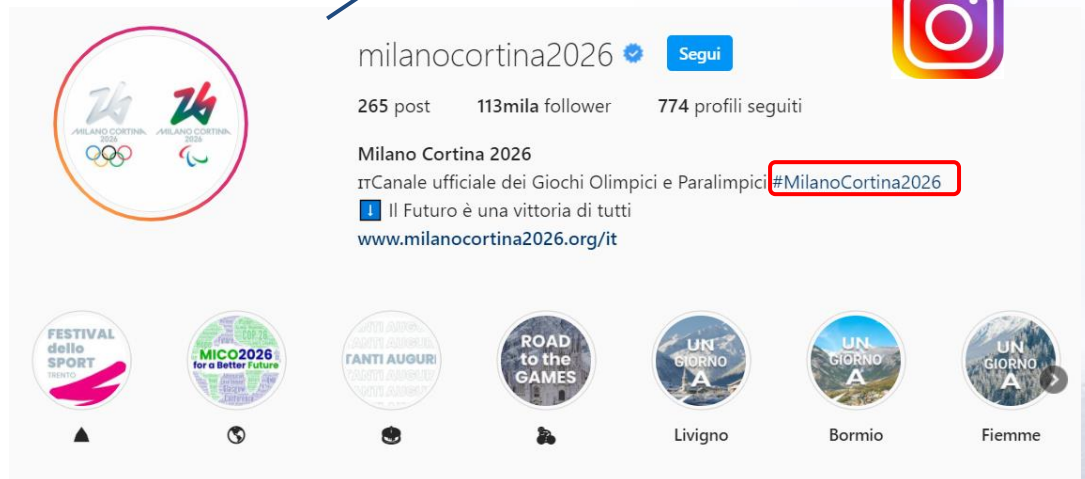 milanocortina2026 Segui
265 post 113mila follower 774 profili seguiti
26 26
MILANO CORTINA MILANO CORTINA
2026 2026
Milano Cortina 2026
ITCanale ufficiale dei Giochi Olimpici e Paralimpici #MilanoCortina2026
Il Futuro è una vittoria di tutti
www.milanocortina2026.org/it
FESTIVAL
dello
SPORT
TRENTO
MICO2026
for a Better Future
TANTI AUGURI
ROAD
to the
GAMES
UN
GIORNO
A
UN
GIORNO
A
UN
GIORNO
A
Livigno Bormio Fiemme